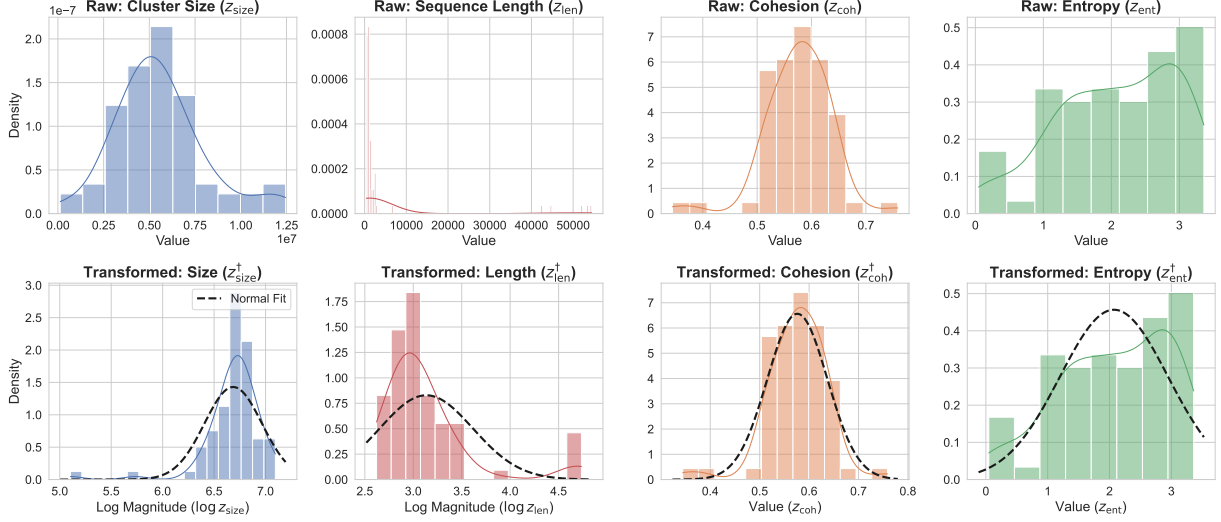 Raw: Cluster Size (z_size)
Raw: Sequence Length (z_len)
Raw: Cohesion (z_coh)
Raw: Entropy (z_ent)
1e−7
Density
2.0
1.5
1.0
0.5
0.0
0.00 0.25 0.50 0.75 1.00 1.25
1e7
Value
0.0008
0.0006
0.0004
0.0002
0.0000
0 10000 20000 30000 40000 50000
Value
7
6
5
4
3
2
1
0
0.4 0.5 0.6 0.7
Value
0.5
0.4
0.3
0.2
0.1
0.0
0 1 2 3
Value
Transformed: Size (z†_size)
Transformed: Length (z†_len)
Transformed: Cohesion (z†_coh)
Transformed: Entropy (z†_ent)
Density
3.0
2.5
2.0
1.5
1.0
0.5
0.0
Normal Fit
5.0 5.5 6.0 6.5 7.0
Log Magnitude (log z_size)
1.75
1.50
1.25
1.00
0.75
0.50
0.25
0.00
2.5 3.0 3.5 4.0 4.5
Log Magnitude (log z_len)
7
6
5
4
3
2
1
0
0.4 0.5 0.6 0.7 0.8
Value (z_coh)
0.5
0.4
0.3
0.2
0.1
0.0
0 1 2 3
Value (z_ent)